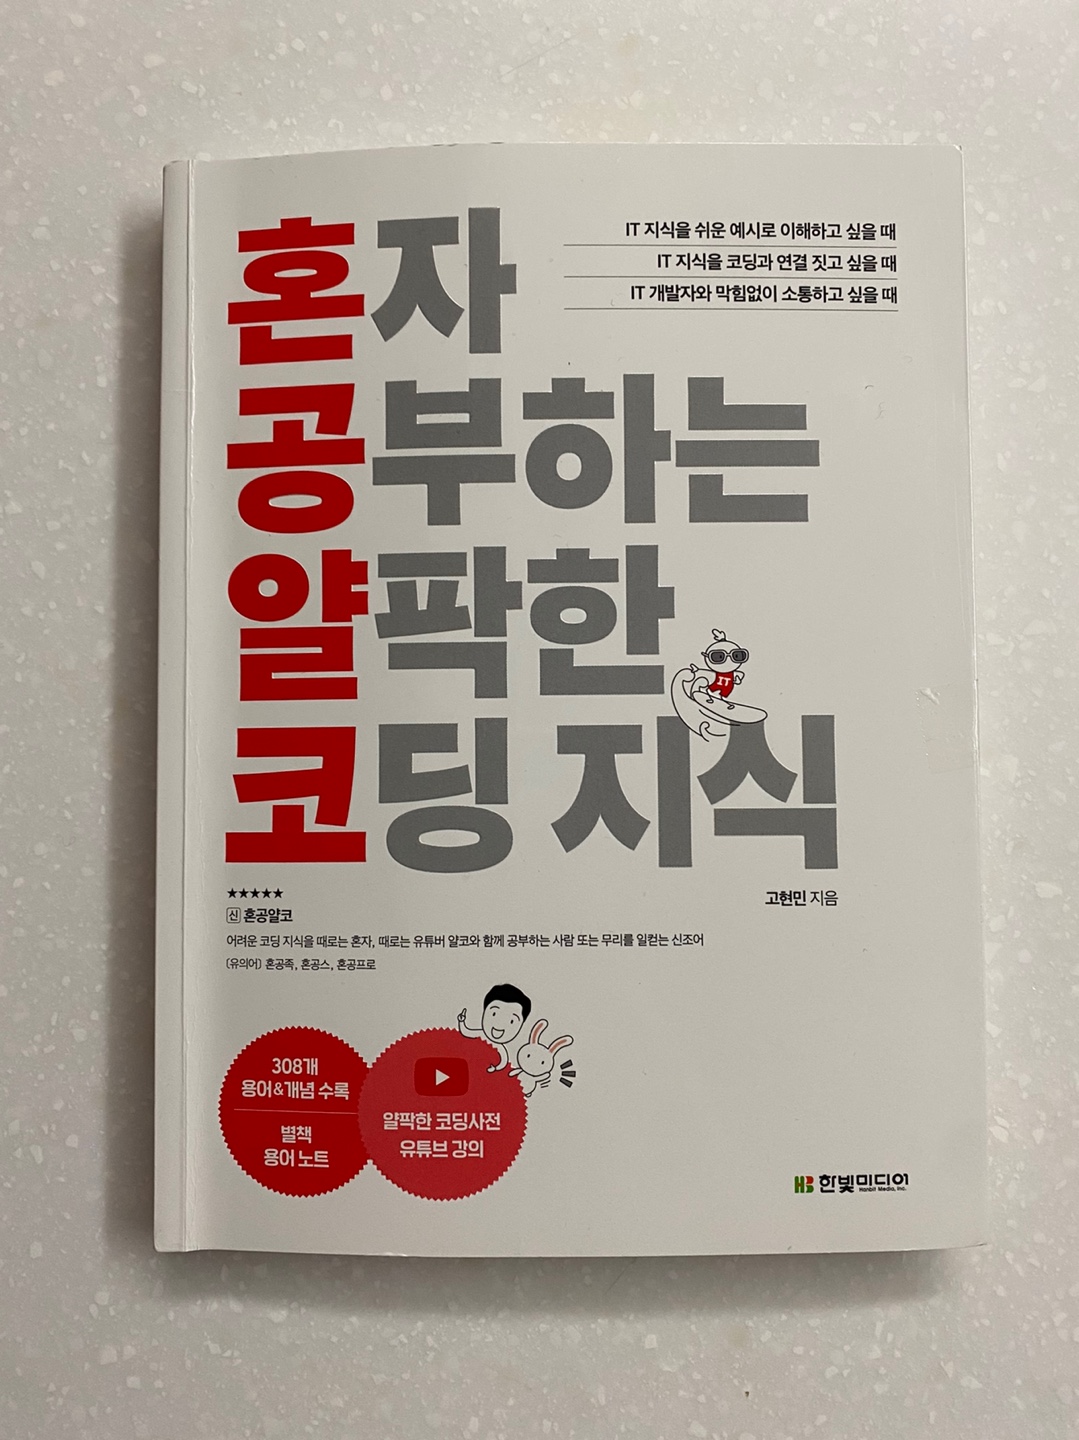 혼자
공부하는
얄팍한
코딩 지식
IT 지식을 쉬운 예시로 이해하고 싶을 때
IT 지식을 코딩과 연결 짓고 싶을 때
IT 개발자와 막힘없이 소통하고 싶을 때
IT
고현민 지음
★★★★★
[신] 혼공얄코
어려운 코딩 지식을 때로는 혼자, 때로는 유튜버 얄코와 함께 공부하는 사람 또는 무리를 일컫는 신조어
[유의어] 혼공족, 혼공스, 혼공프로
308개
용어&개념 수록
별책
용어 노트
얄팍한 코딩사전
유튜브 강의
HB 한빛미디어
Hanbit Media, Inc.